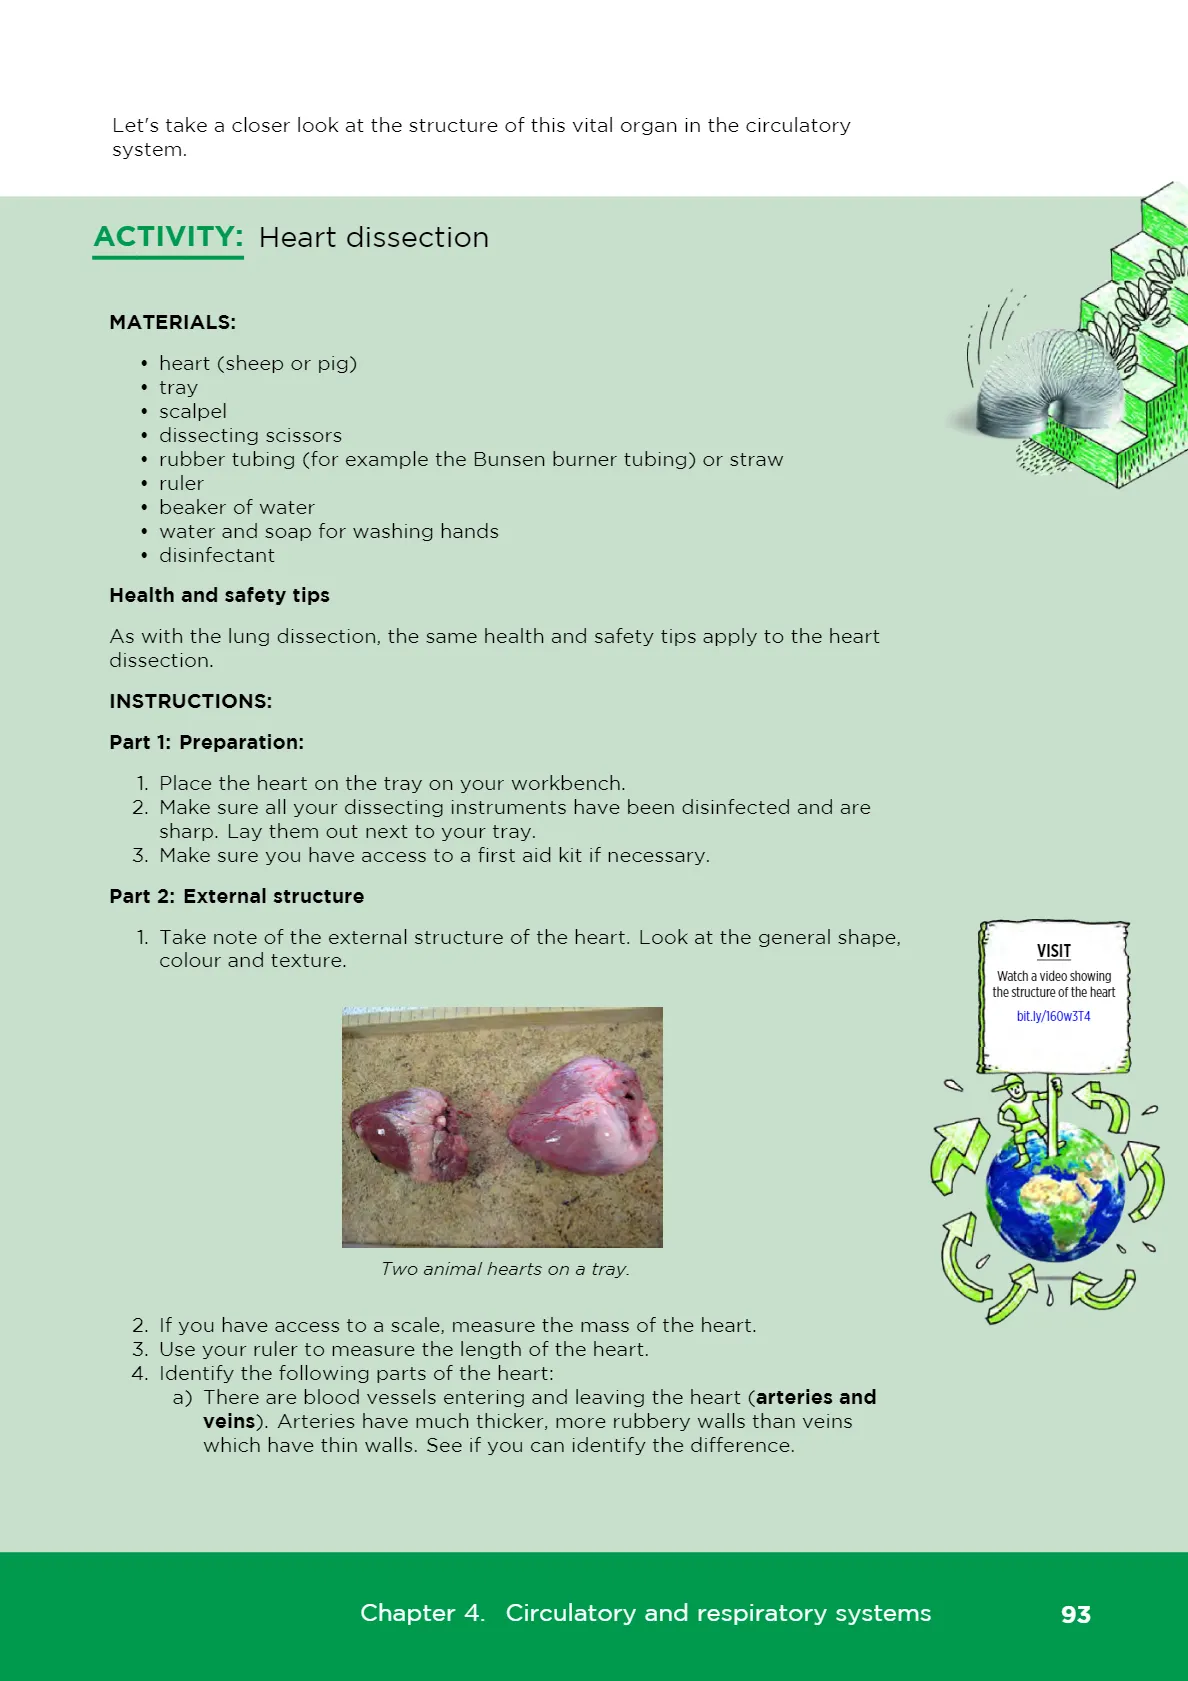 Let's take a closer look at the structure of this vital organ in the circulatory
system.
ACTIVITY: Heart dissection
MATERIALS:
• heart (sheep or pig)
• tray
• scalpel
• dissecting scissors
• rubber tubing (for example the Bunsen burner tubing) or straw
• ruler
• beaker of water
• water and soap for washing hands
• disinfectant
Health and safety tips
As with the lung dissection, the same health and safety tips apply to the heart
dissection.
INSTRUCTIONS:
Part 1: Preparation:
1. Place the heart on the tray on your workbench.
2. Make sure all your dissecting instruments have been disinfected and are
sharp. Lay them out next to your tray.
3. Make sure you have access to a first aid kit if necessary.
Part 2: External structure
1. Take note of the external structure of the heart. Look at the general shape,
colour and texture.
VISIT
Watch a video showing
the structure of the heart
bit.ly/160w3T4
Two animal hearts on a tray.
2. If you have access to a scale, measure the mass of the heart.
3. Use your ruler to measure the length of the heart.
4. Identify the following parts of the heart:
a) There are blood vessels entering and leaving the heart (arteries and
veins). Arteries have much thicker, more rubbery walls than veins
which have thin walls. See if you can identify the difference.
Chapter 4. Circulatory and respiratory systems 93